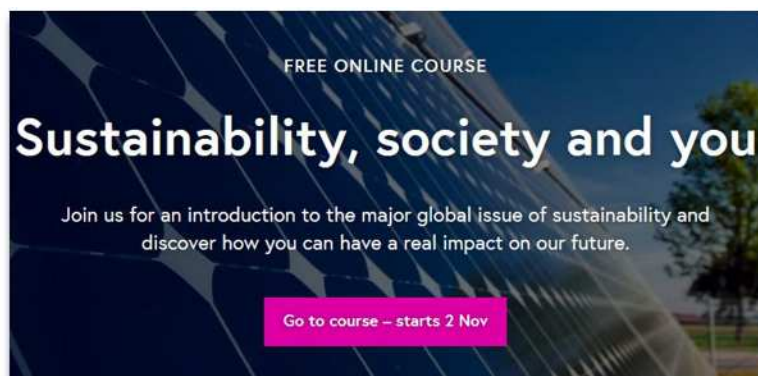 FREE ONLINE COURSE
Sustainability, society and you
Join us for an introduction to the major global issue of sustainability and
discover how you can have a real impact on our future.
Go to course – starts 2 Nov